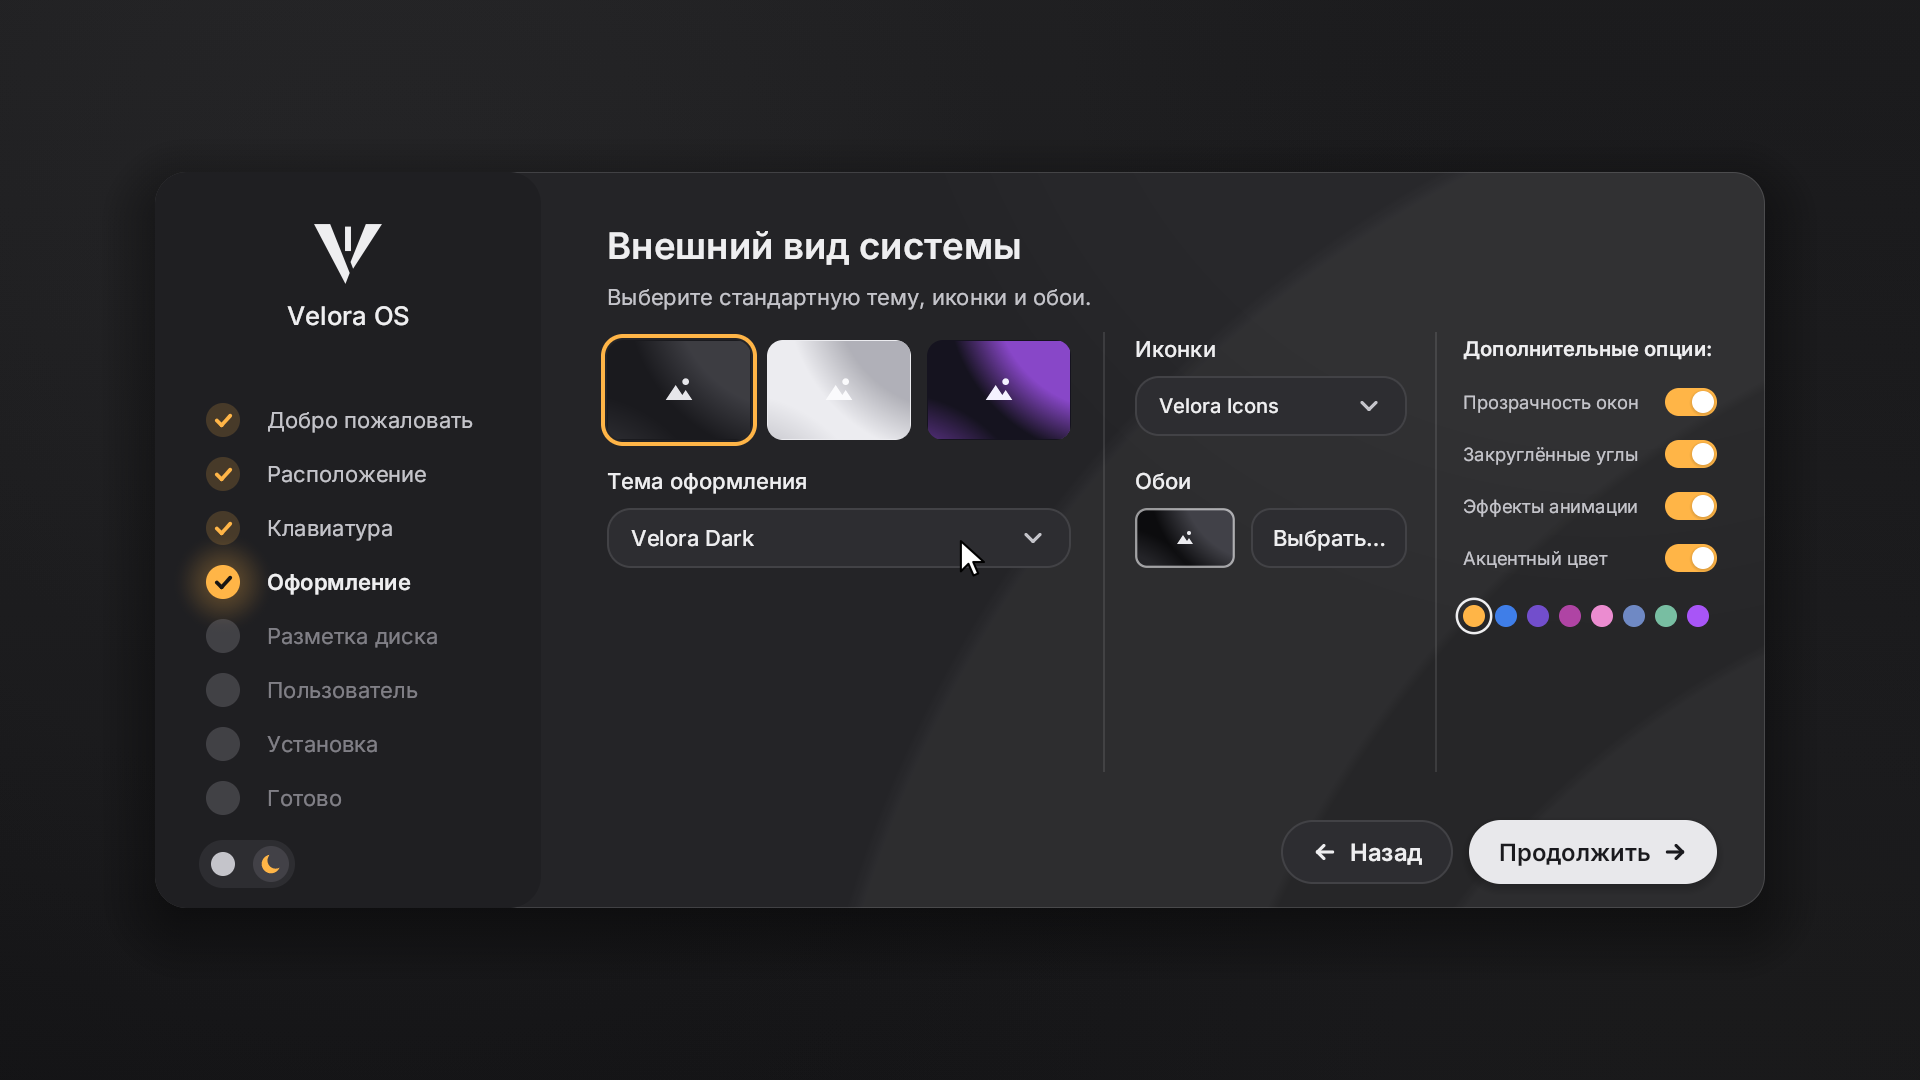 Velora OS
Добро пожаловать
Расположение
Клавиатура
Оформление
Разметка диска
Пользователь
Установка
Готово
Внешний вид системы
Выберите стандартную тему, иконки и обои.
Тема оформления
Velora Dark
Иконки
Velora Icons
Обои
Выбрать...
Дополнительные опции:
Прозрачность окон
Закруглённые углы
Эффекты анимации
Акцентный цвет
Назад
Продолжить